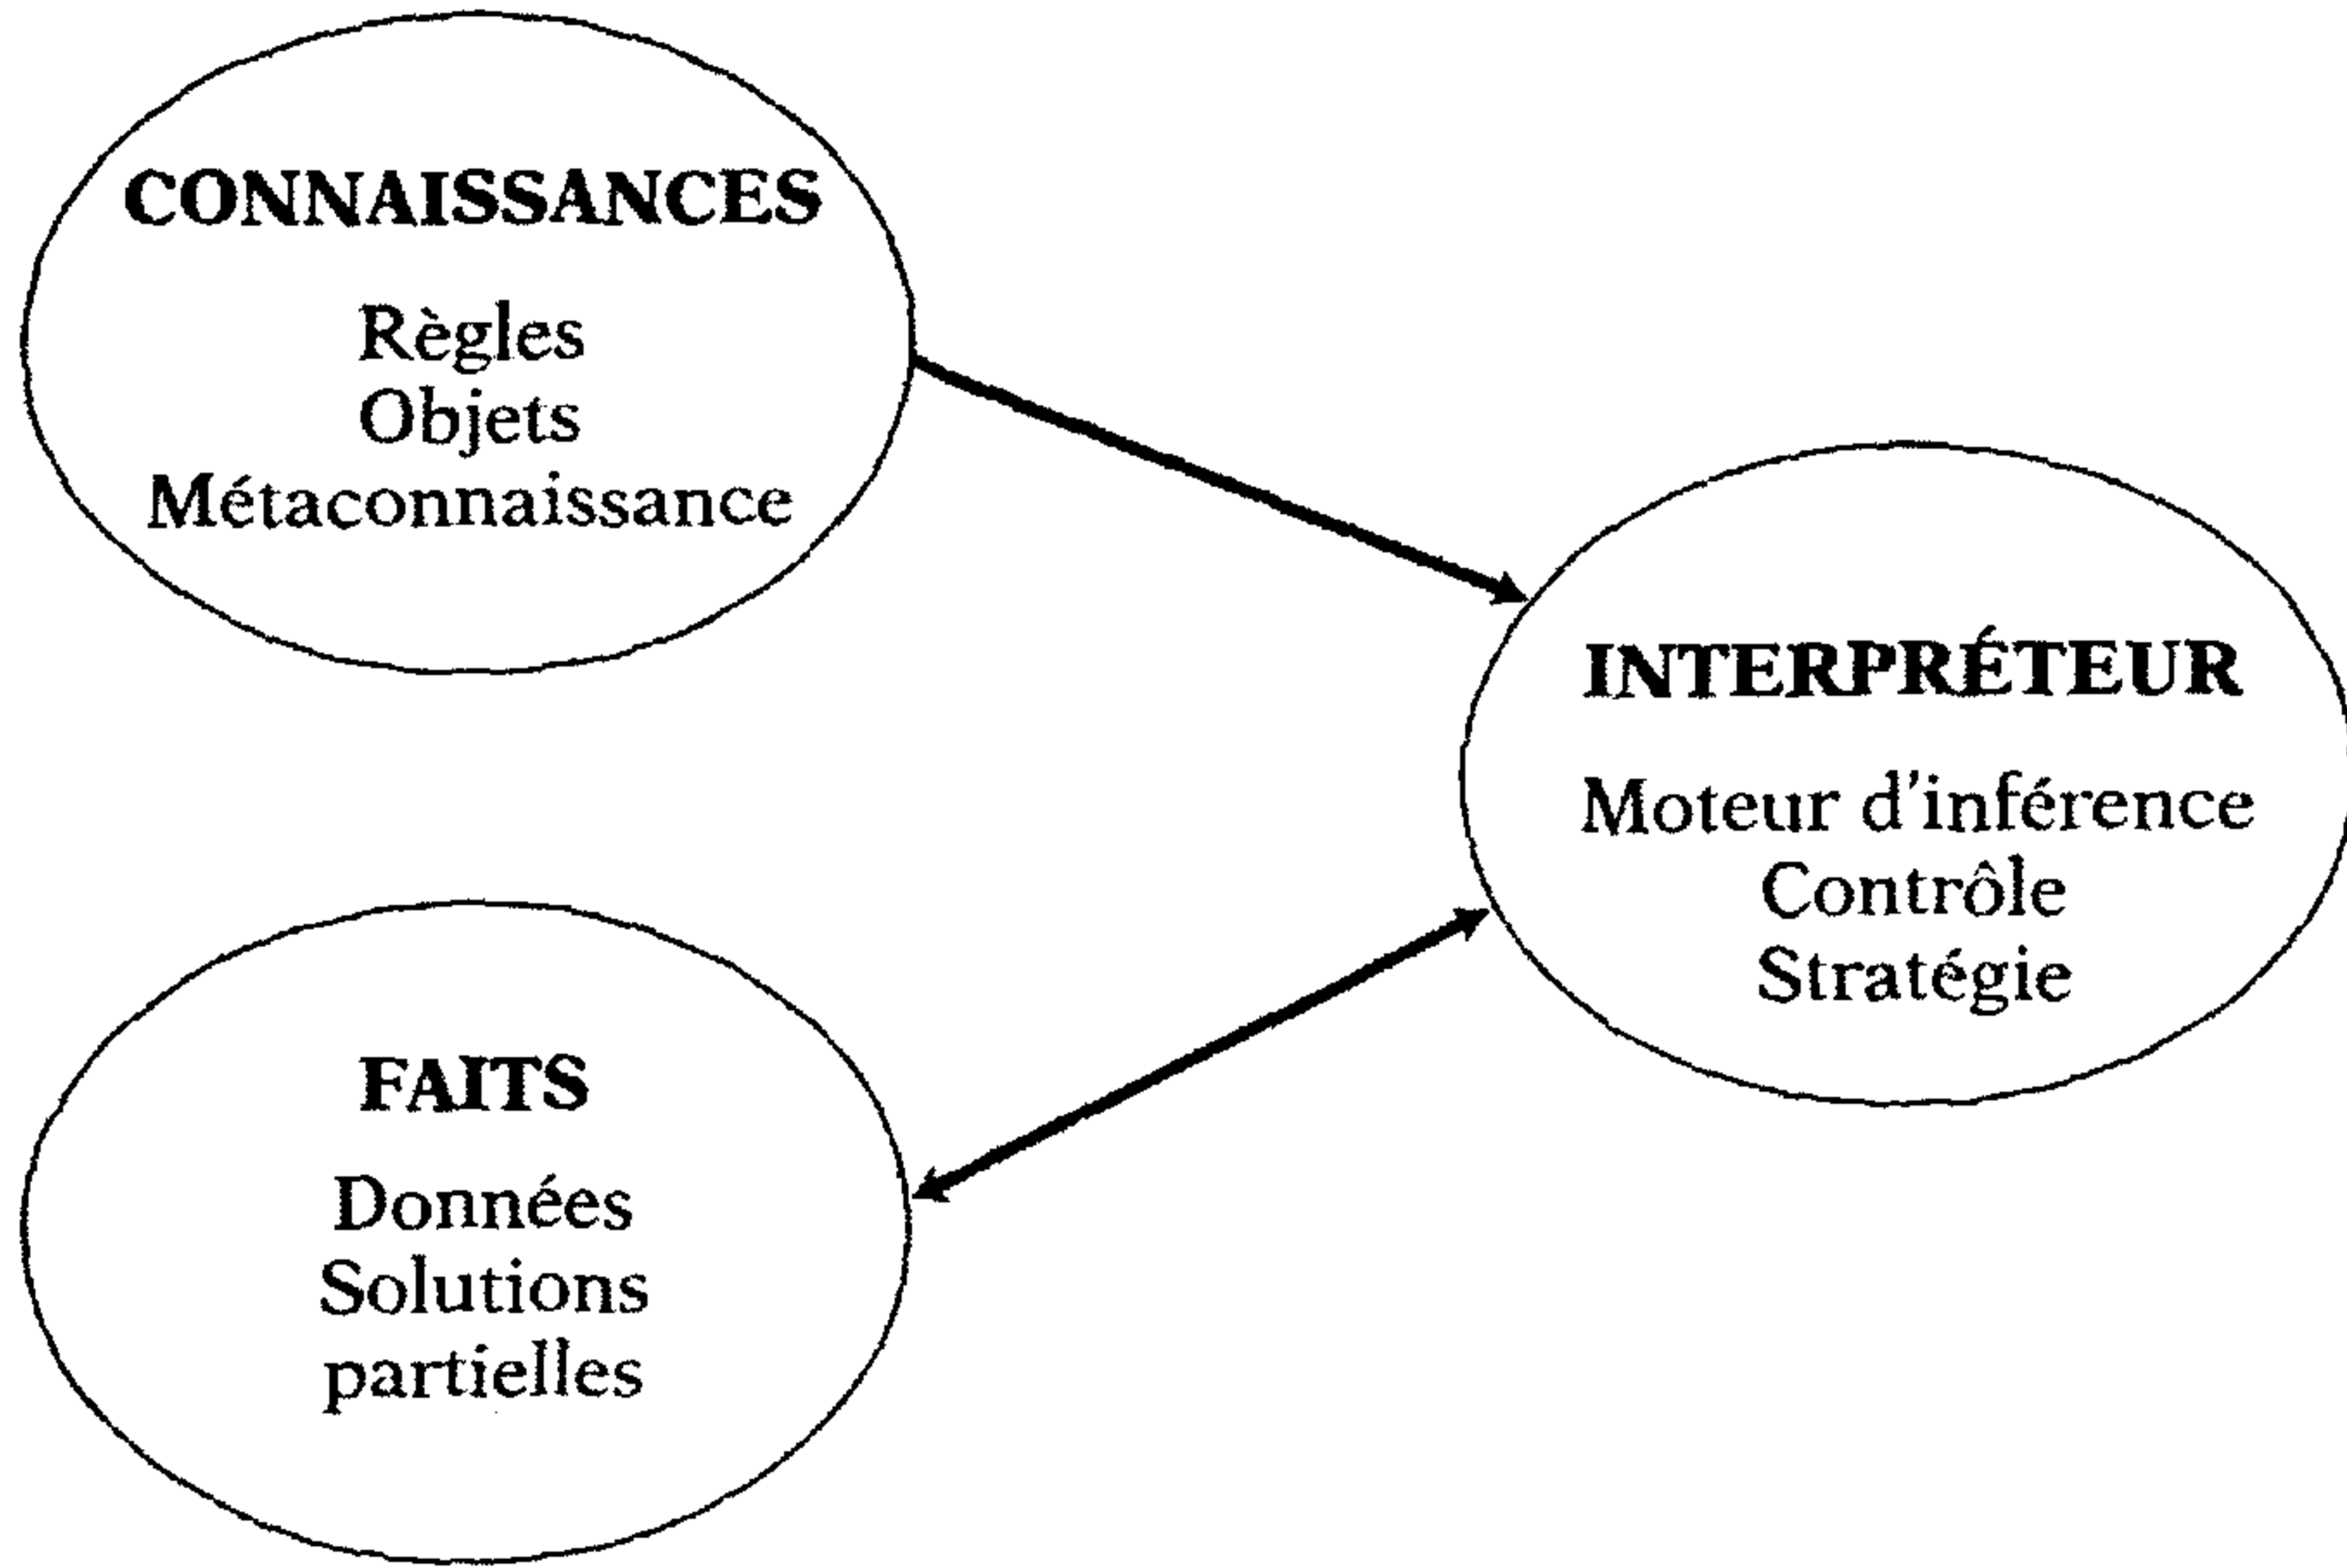 CONNAISSANCES
Règles
Objets
Métaconnaissance
INTERPRÉTEUR
Moteur d'inférence
Contrôle
Stratégie
FAITS
Données
Solutions
partielles